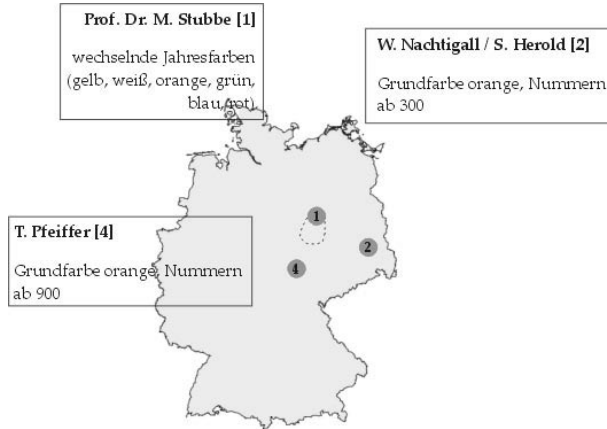 Prof. Dr. M. Stubbe [1]
wechselnde Jahresfarben
(gelb, weiß, orange, grün,
blau, rot)
W. Nachtigall / S. Herold [2]
Grundfarbe orange, Nummern
ab 300
T. Pfeiffer [4]
Grundfarbe orange, Nummern
ab 900
1
2
4